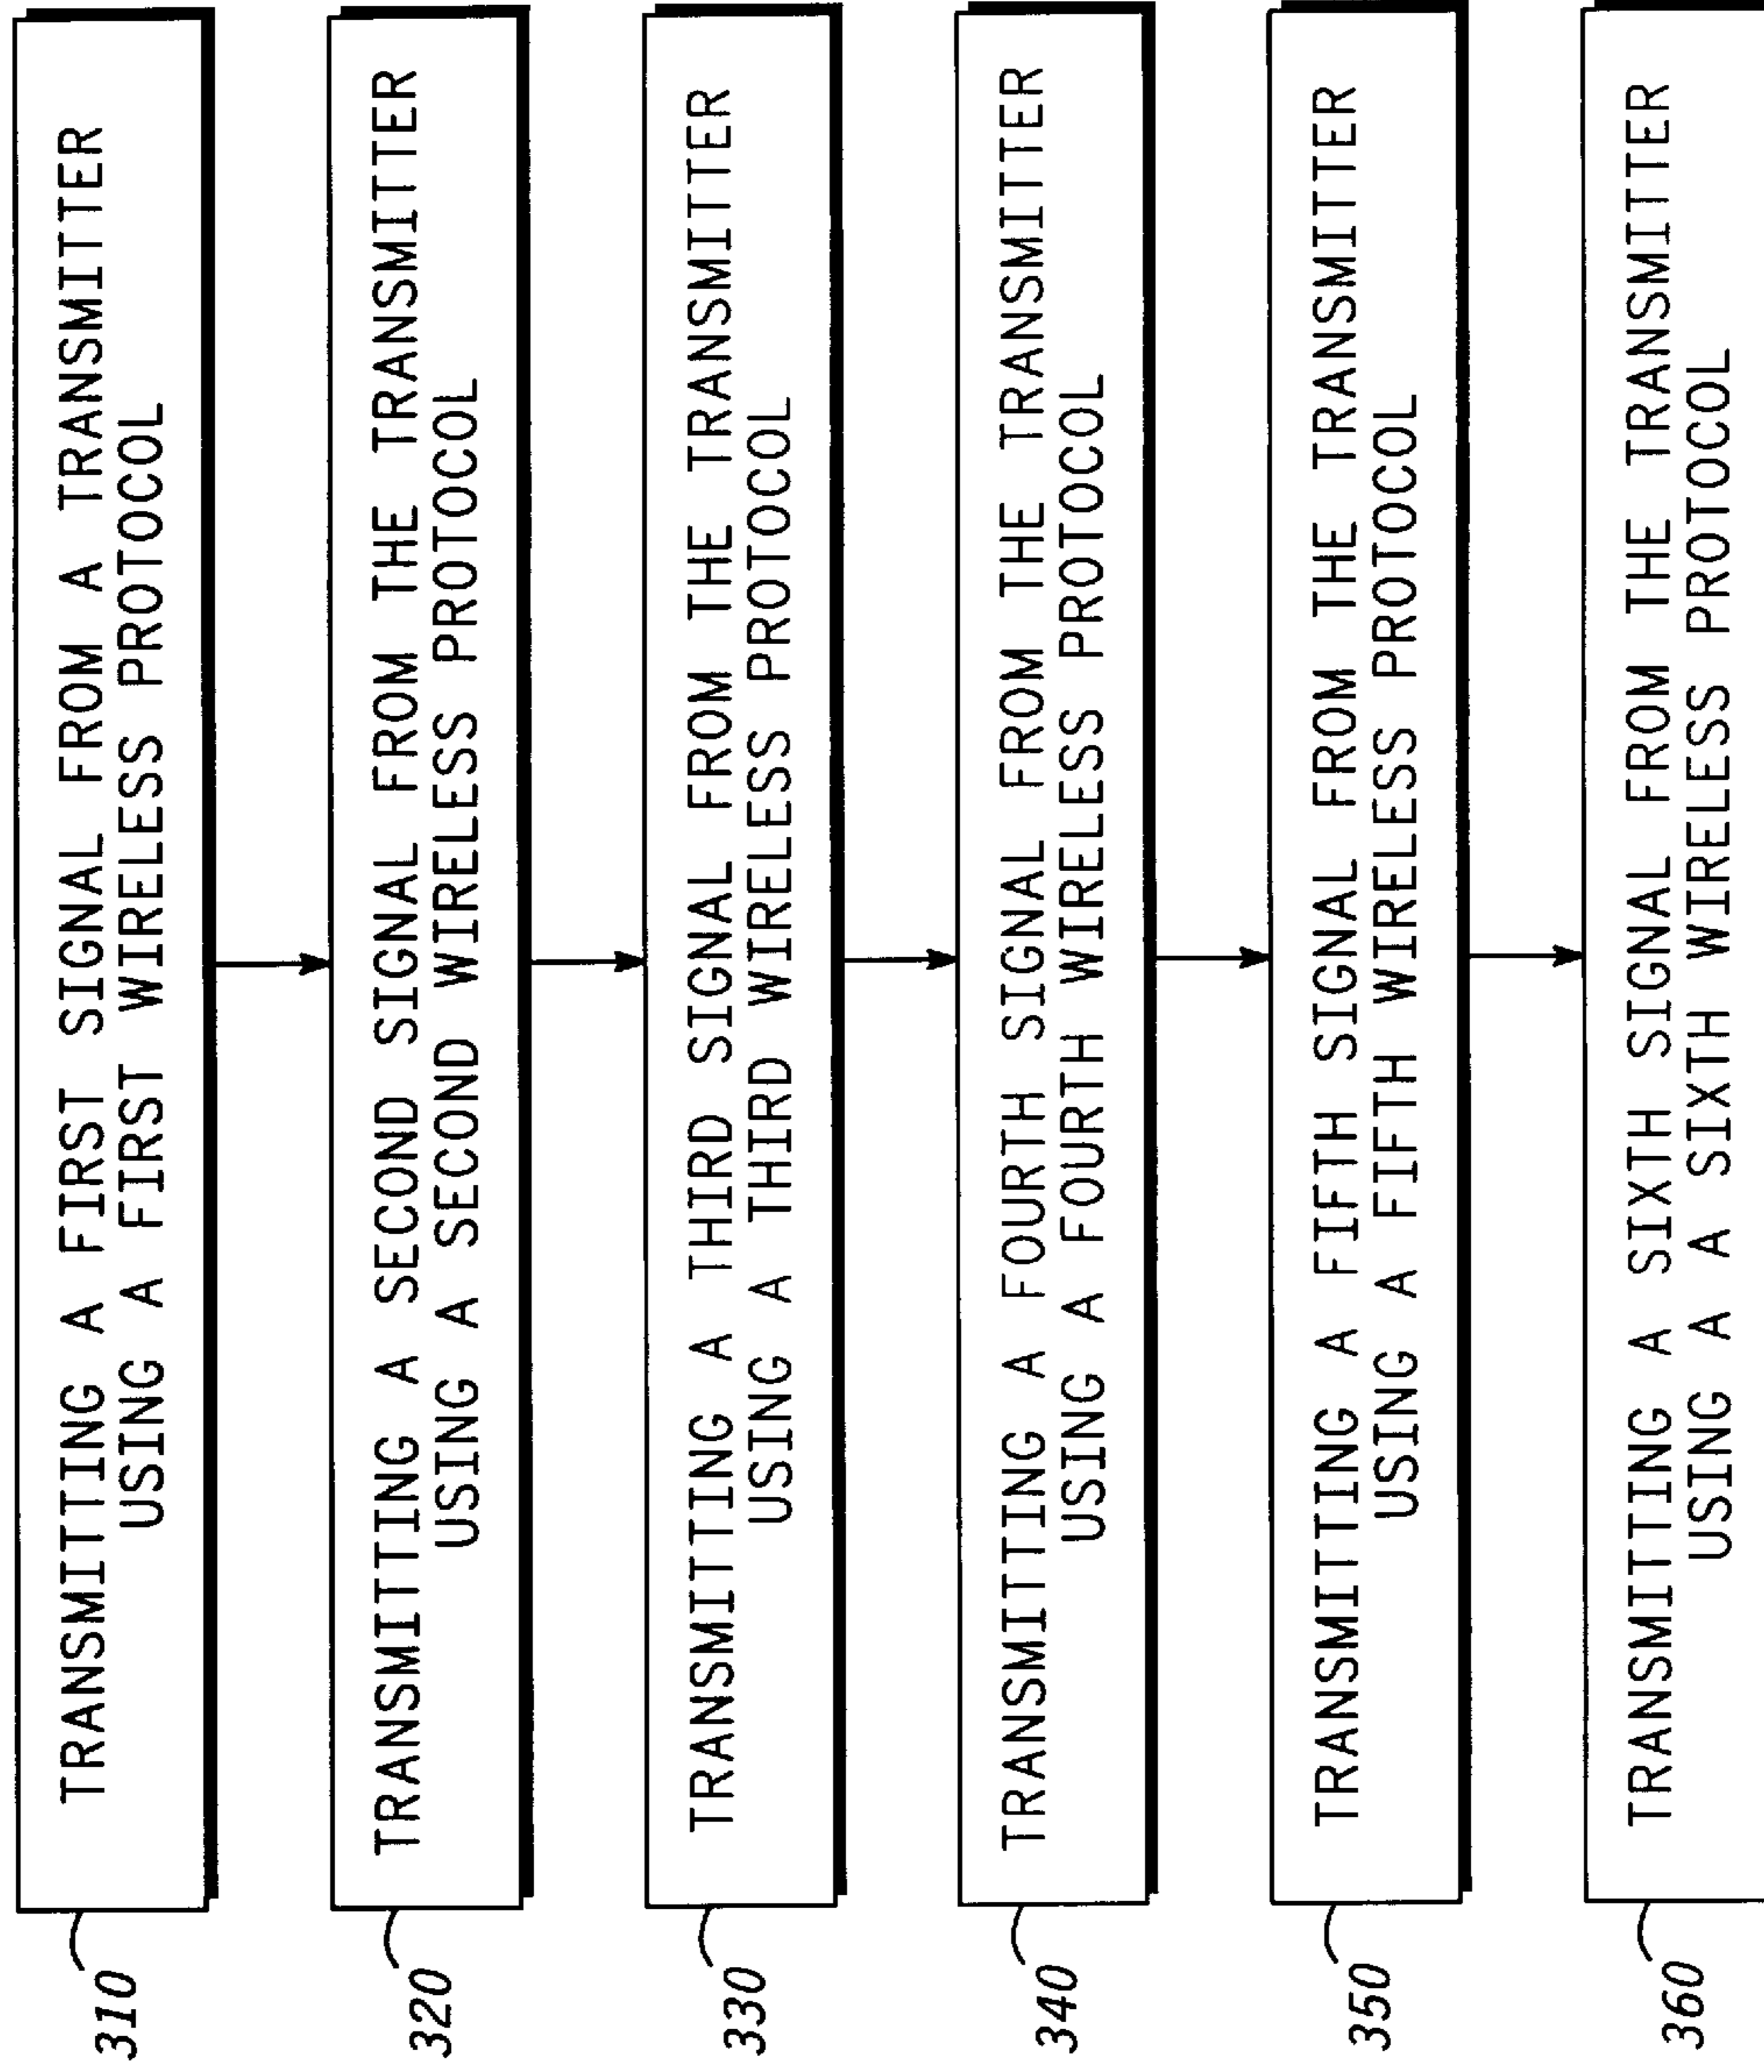 310
TRANSMITTING A FIRST SIGNAL FROM A TRANSMITTER
USING A FIRST WIRELESS PROTOCOL
320
TRANSMITTING A SECOND SIGNAL FROM THE TRANSMITTER
USING A SECOND WIRELESS PROTOCOL
330
TRANSMITTING A THIRD SIGNAL FROM THE TRANSMITTER
USING A THIRD WIRELESS PROTOCOL
340
TRANSMITTING A FOURTH SIGNAL FROM THE TRANSMITTER
USING A FOURTH WIRELESS PROTOCOL
350
TRANSMITTING A FIFTH SIGNAL FROM THE TRANSMITTER
USING A FIFTH WIRELESS PROTOCOL
360
TRANSMITTING A SIXTH SIGNAL FROM THE TRANSMITTER
USING A A SIXTH WIRELESS PROTOCOL